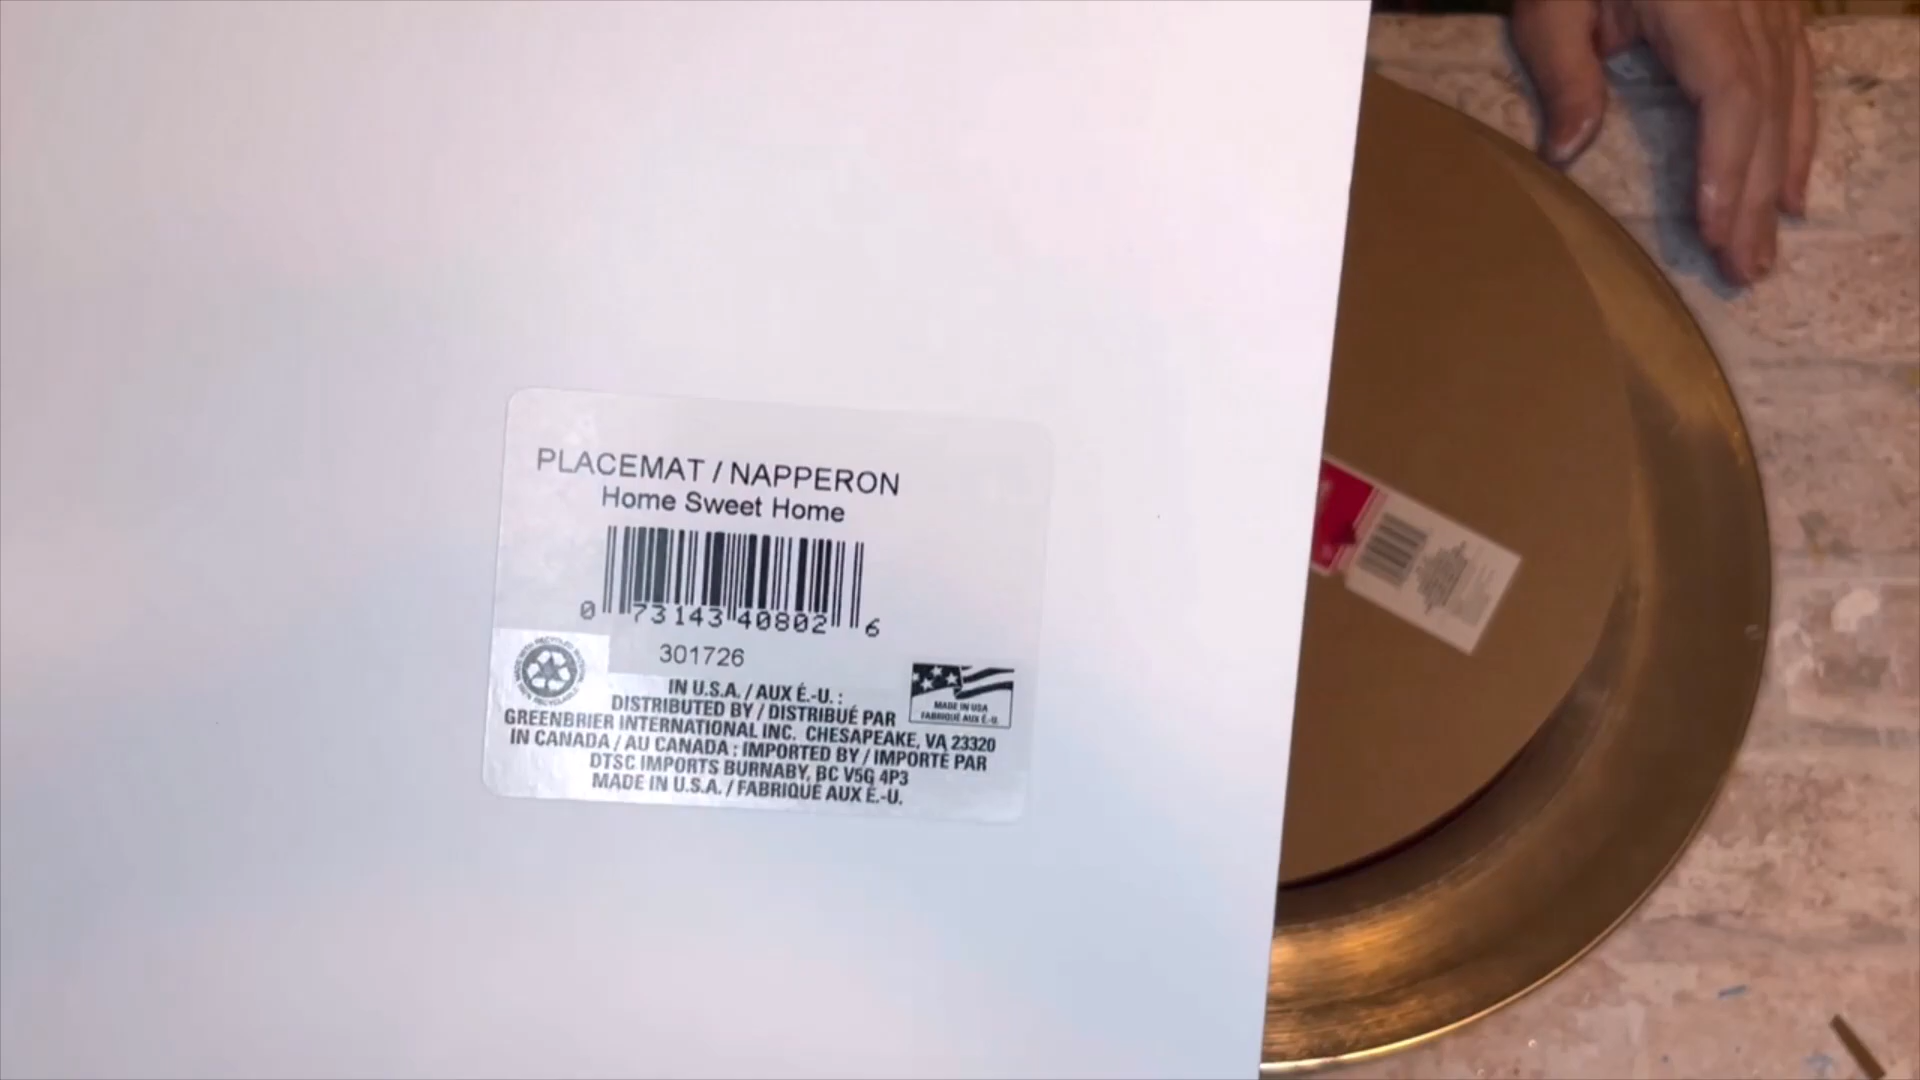 PLACEMAT / NAPPERON
Home Sweet Home
0 73143 40802 6
301726
MADE IN USA
FABRIQUÉ AUX É.-U.
IN U.S.A. / AUX É.-U. :
DISTRIBUTED BY / DISTRIBUÉ PAR
GREENBRIER INTERNATIONAL INC. CHESAPEAKE, VA 23320
IN CANADA / AU CANADA : IMPORTED BY / IMPORTÉ PAR
DTSC IMPORTS BURNABY, BC V5G 4P3
MADE IN U.S.A. / FABRIQUÉ AUX É.-U.